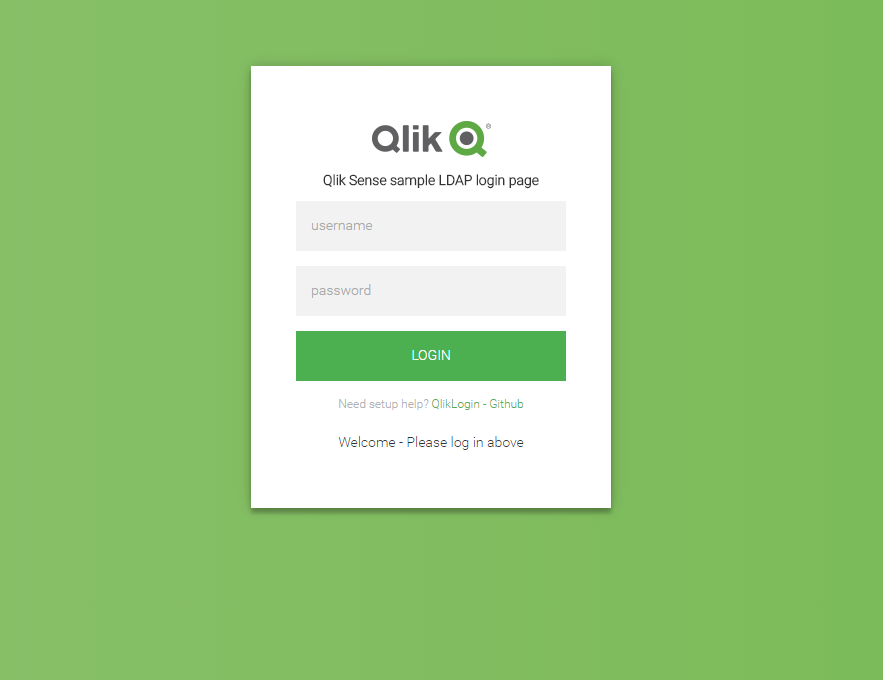 Qlik
Qlik Sense sample LDAP login page
username
password
LOGIN
Need setup help? QlikLogin - Github
Welcome - Please log in above